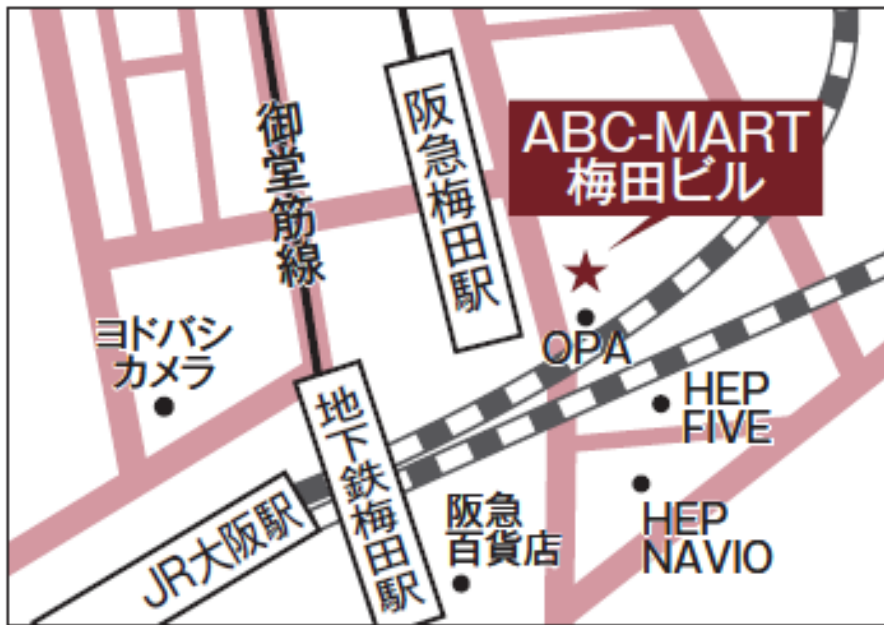 御堂筋線
阪急梅田駅
ABC-MART
梅田ビル
ヨドバシ
カメラ
OPA
HEP
FIVE
地下鉄梅田駅
JR大阪駅
阪急
百貨店
HEP
NAVIO